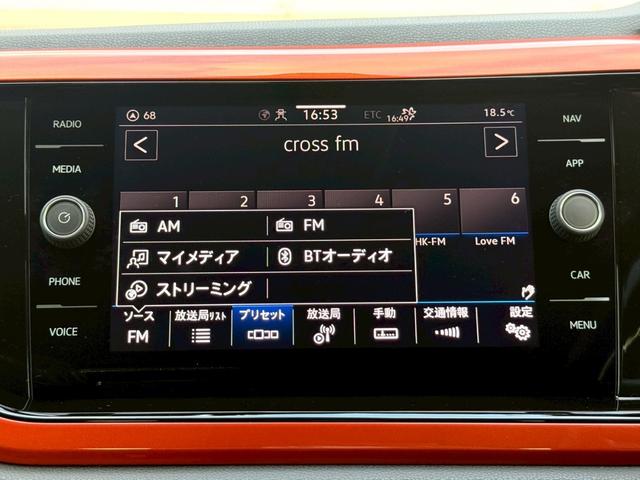 RADIO
MEDIA
PHONE
VOICE
68
16:53
ETC
16:49
18.5℃
<
cross fm
>
1 2 3 4 5 6
HK-FM
Love FM
AM
FM
マイメディア
BTオーディオ
ストリーミング
ソース
FM
放送局リスト
プリセット
放送局
手動
交通情報
設定
NAV
APP
CAR
MENU